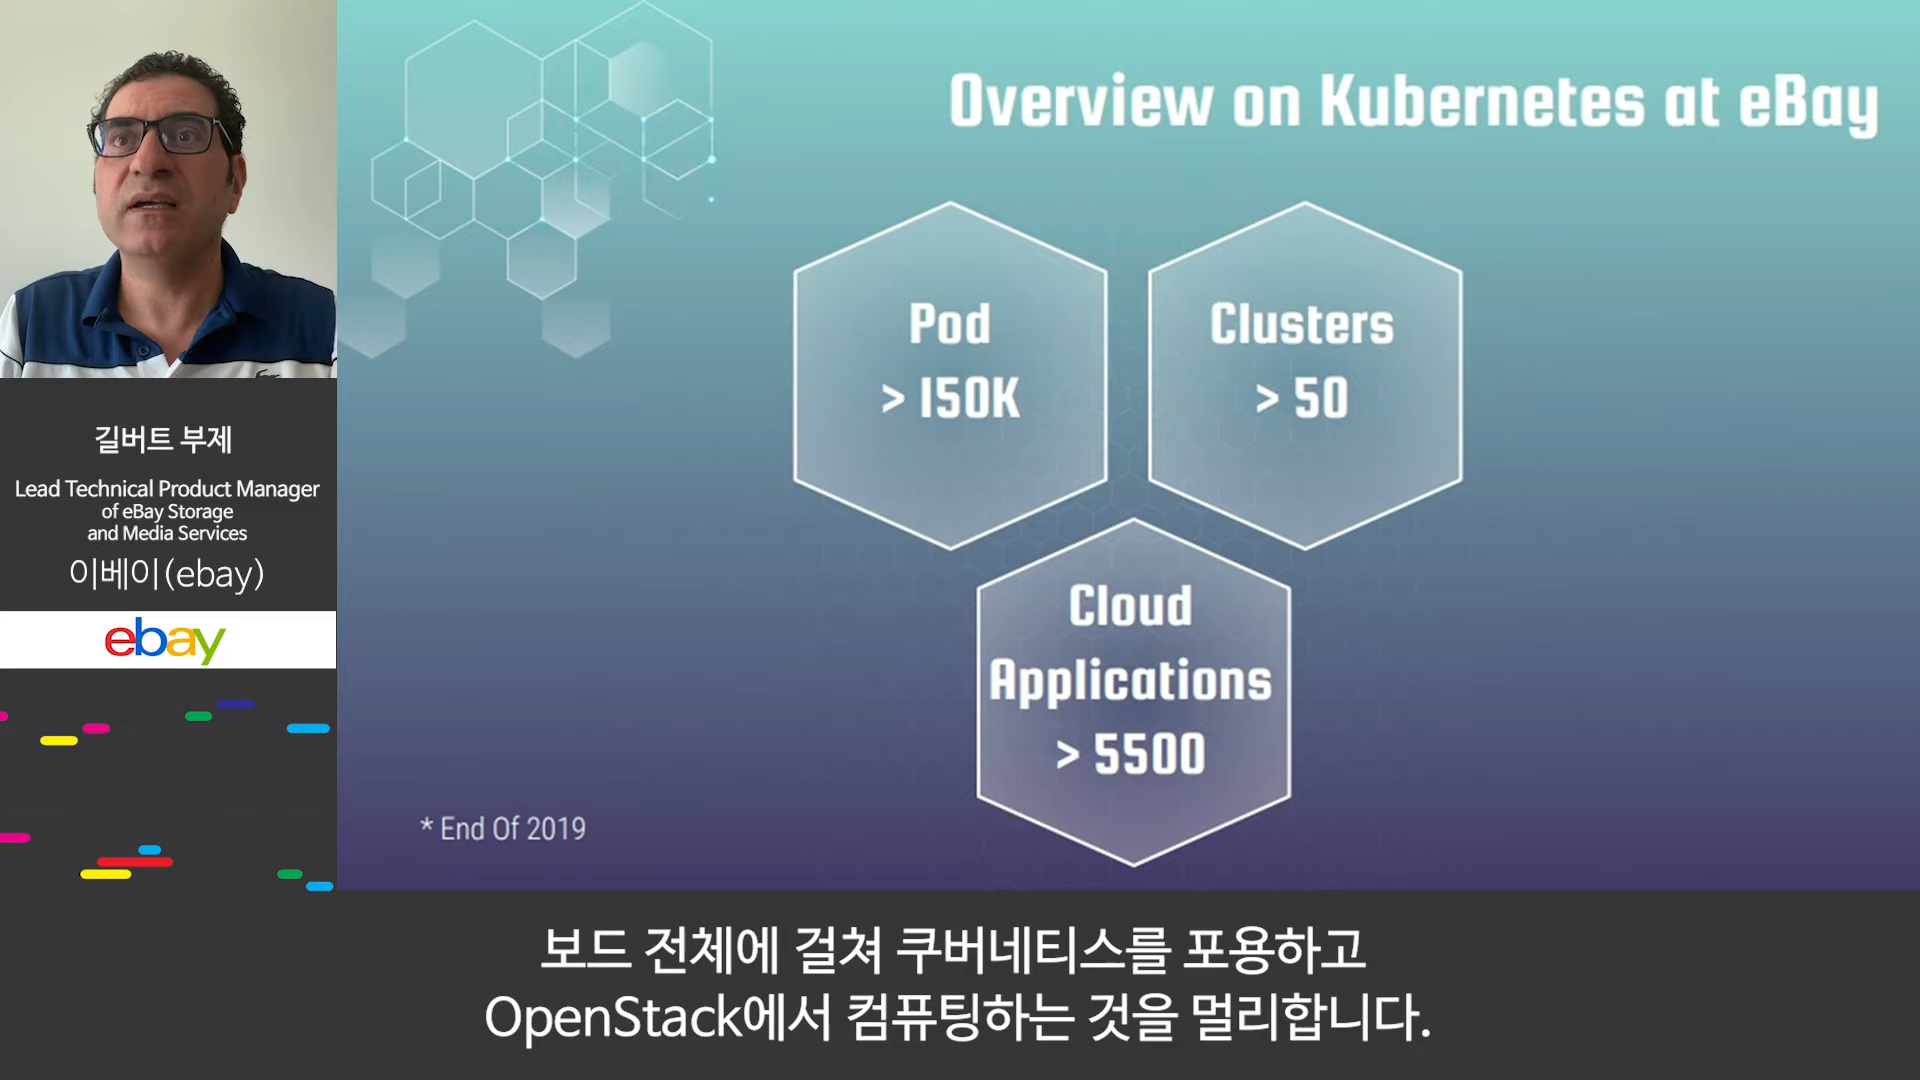 길버트 부제
Lead Technical Product Manager
of eBay Storage
and Media Services
이베이(ebay)
ebay
Overview on Kubernetes at eBay
Pod
> 150K
Clusters
> 50
Cloud
Applications
> 5500
* End Of 2019
보드 전체에 걸쳐 쿠버네티스를 포용하고
OpenStack에서 컴퓨팅하는 것을 멀리합니다.